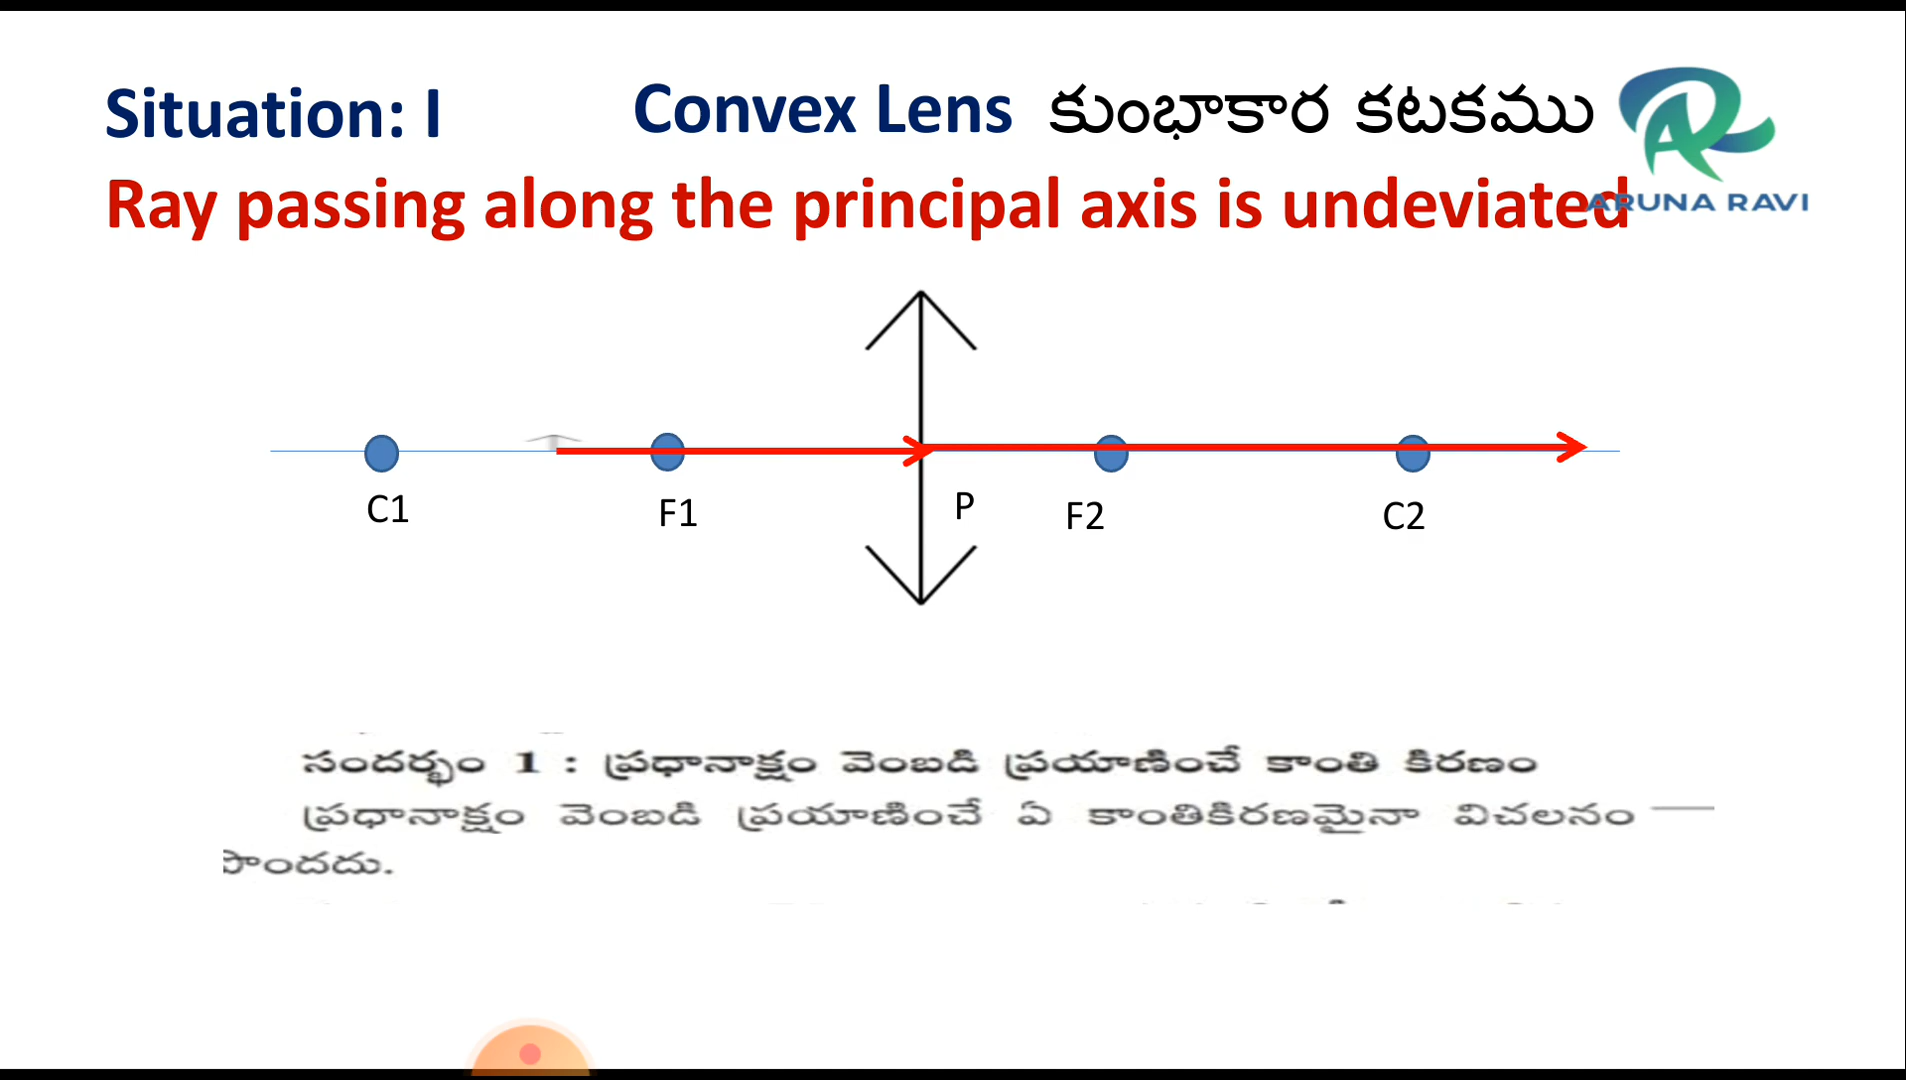 Situation: I
Convex Lens కుంభాకార కటకము
Ray passing along the principal axis is undeviated
ARUNA RAVI
C1 F1 P F2 C2
సందర్భం 1 : ప్రధానాక్షం వెంబడి ప్రయాణించే కాంతి కిరణం
ప్రధానాక్షం వెంబడి ప్రయాణించే ఏ కాంతికిరణమైనా విచలనం
పొందదు.